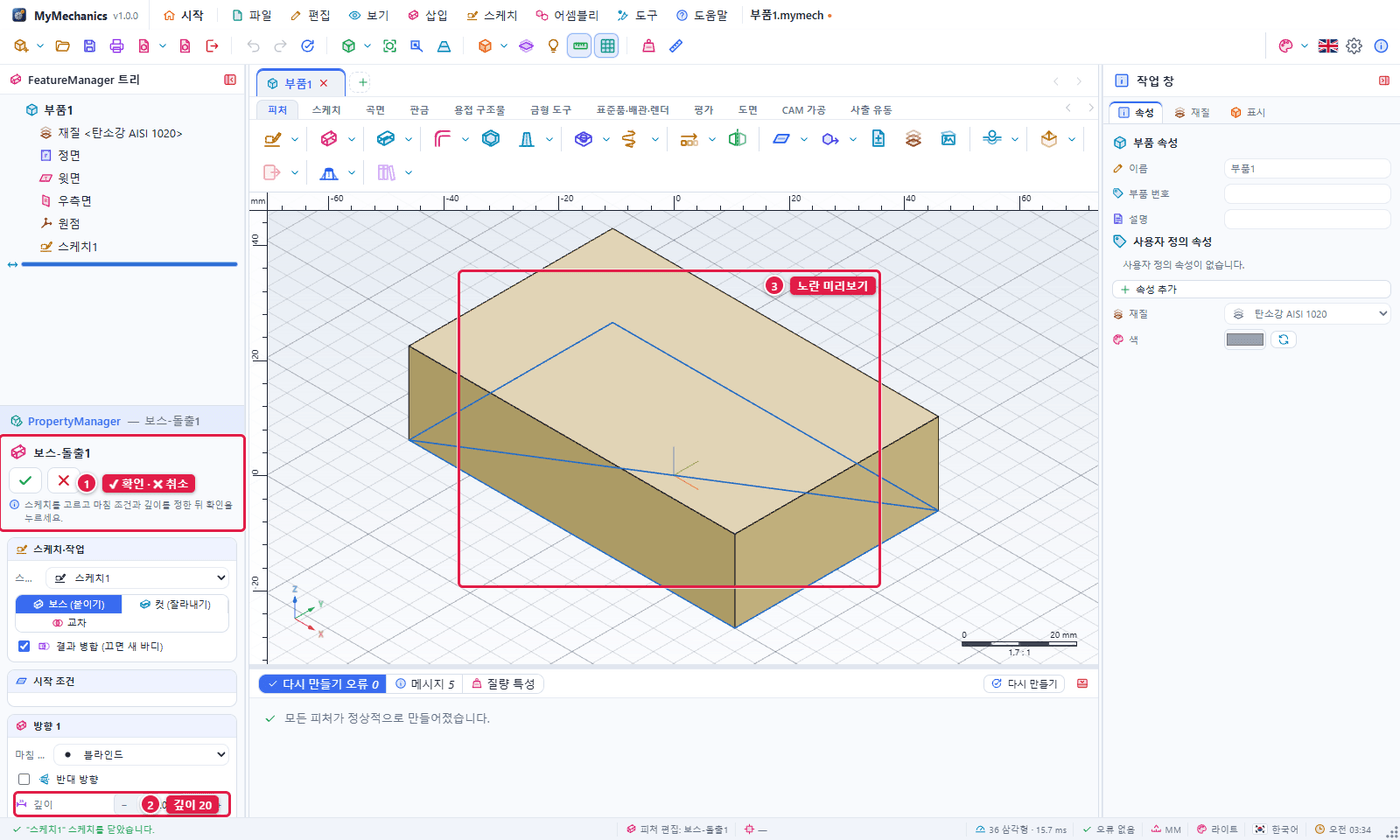 MyMechanics v1.0.0 시작 파일 편집 보기 삽입 스케치 어셈블리 도구 도움말 부품1.mymech
FeatureManager 트리
부품1
재질 <탄소강 AISI 1020>
정면
윗면
우측면
원점
스케치1
PropertyManager — 보스-돌출1
보스-돌출1
1 ✓ 확인 · ✕ 취소
스케치를 고르고 마침 조건과 깊이를 정한 뒤 확인을
누르세요.
스케치·작업
스... 스케치1
보스 (붙이기) 컷 (잘라내기)
교차
결과 병합 (끄면 새 바디)
시작 조건
방향 1
마침 ... 블라인드
반대 방향
깊이 − 2 깊이 20
부품1
피처 스케치 곡면 판금 용접 구조물 금형 도구 표준품·배관·렌더 평가 도면 CAM 가공 사출 유동
mm -60 -40 -20 0 20 40 60
40
20
0
20
3 노란 미리보기
Z
Y
X
0 20 mm
1.7 : 1
다시 만들기 오류 0 메시지 5 질량 특성 다시 만들기
모든 피처가 정상적으로 만들어졌습니다.
작업 창
속성 재질 표시
부품 속성
이름 부품1
부품 번호
설명
사용자 정의 속성
사용자 정의 속성이 없습니다.
속성 추가
재질 탄소강 AISI 1020
색
"스케치1" 스케치를 닫았습니다. 피처 편집: 보스-돌출1 — 36 삼각형 · 15.7 ms 오류 없음 MM 라이트 한국어 오전 03:34